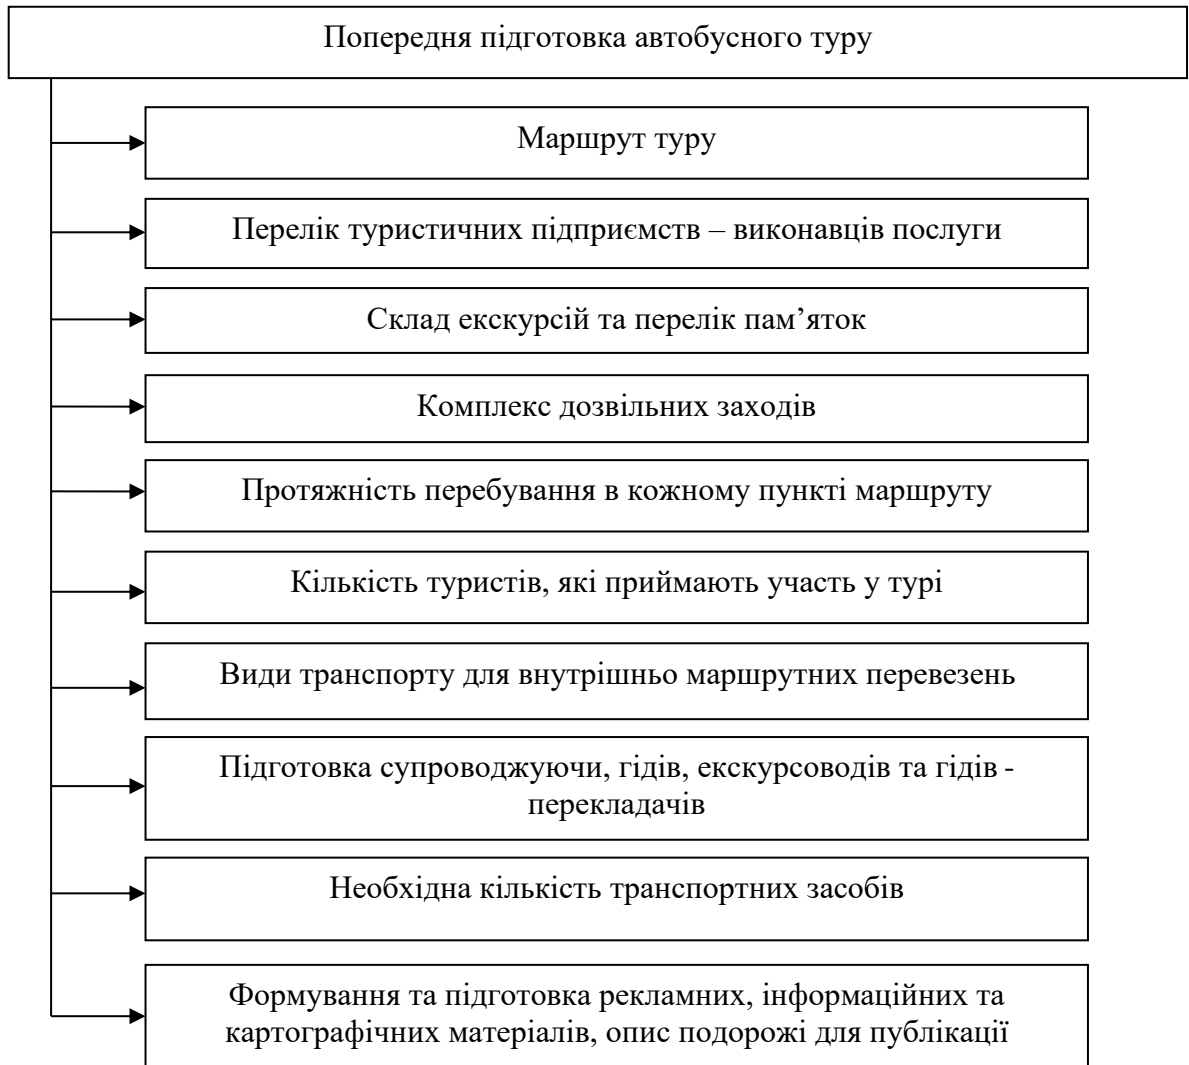 Попередня підготовка автобусного туру
Маршрут туру
Перелік туристичних підприємств – виконавців послуги
Склад екскурсій та перелік пам’яток
Комплекс дозвільних заходів
Протяжність перебування в кожному пункті маршруту
Кількість туристів, які приймають участь у турі
Види транспорту для внутрішньо маршрутних перевезень
Підготовка супроводжуючи, гідів, екскурсоводів та гідів -
перекладачів
Необхідна кількість транспортних засобів
Формування та підготовка рекламних, інформаційних та
картографічних матеріалів, опис подорожі для публікації